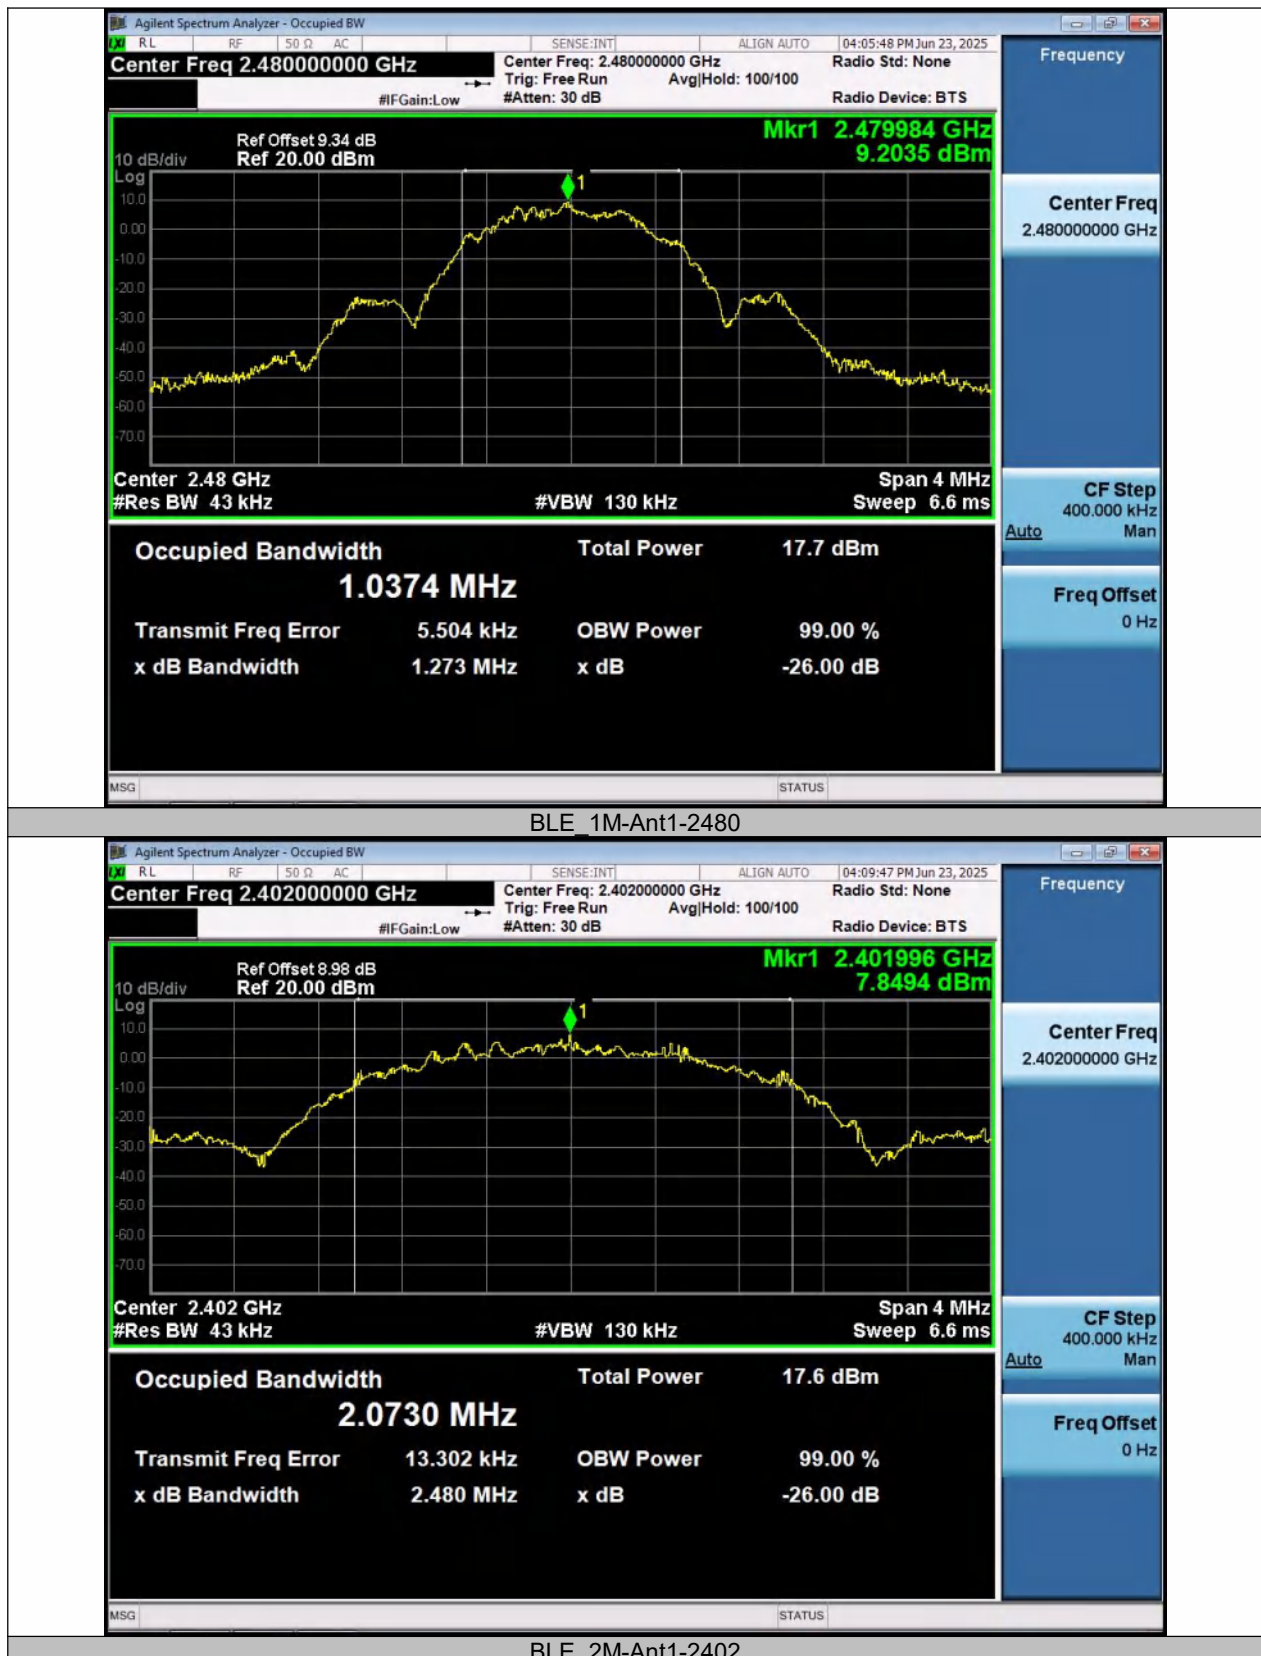 Agilent Spectrum Analyzer - Occupied BW
LXI RL RF 50 Ω AC SENSE:INT ALIGN AUTO 04:05:48 PM Jun 23, 2025
Center Freq 2.480000000 GHz
Center Freq: 2.480000000 GHz
Radio Std: None
Trig: Free Run Avg|Hold: 100/100
#IFGain:Low
#Atten: 30 dB
Radio Device: BTS
Frequency
Mkr1 2.479984 GHz
9.2035 dBm
Ref Offset 9.34 dB
10 dB/div Ref 20.00 dBm
Log
1
10.0
0.00
-10.0
-20.0
-30.0
-40.0
-50.0
-60.0
-70.0
Center Freq
2.480000000 GHz
Center 2.48 GHz Span 4 MHz
#Res BW 43 kHz #VBW 130 kHz Sweep 6.6 ms
CF Step
400.000 kHz
Auto Man
Occupied Bandwidth Total Power 17.7 dBm
1.0374 MHz
Transmit Freq Error 5.504 kHz OBW Power 99.00 %
x dB Bandwidth 1.273 MHz x dB -26.00 dB
Freq Offset
0 Hz
MSG STATUS
BLE_1M-Ant1-2480
Agilent Spectrum Analyzer - Occupied BW
LXI RL RF 50 Ω AC SENSE:INT ALIGN AUTO 04:09:47 PM Jun 23, 2025
Center Freq 2.402000000 GHz
Center Freq: 2.402000000 GHz
Radio Std: None
Trig: Free Run Avg|Hold: 100/100
#IFGain:Low
#Atten: 30 dB
Radio Device: BTS
Frequency
Mkr1 2.401996 GHz
7.8494 dBm
Ref Offset 8.98 dB
10 dB/div Ref 20.00 dBm
Log
1
10.0
0.00
-10.0
-20.0
-30.0
-40.0
-50.0
-60.0
-70.0
Center Freq
2.402000000 GHz
Center 2.402 GHz Span 4 MHz
#Res BW 43 kHz #VBW 130 kHz Sweep 6.6 ms
CF Step
400.000 kHz
Auto Man
Occupied Bandwidth Total Power 17.6 dBm
2.0730 MHz
Transmit Freq Error 13.302 kHz OBW Power 99.00 %
x dB Bandwidth 2.480 MHz x dB -26.00 dB
Freq Offset
0 Hz
MSG STATUS
BLE_2M-Ant1-2402